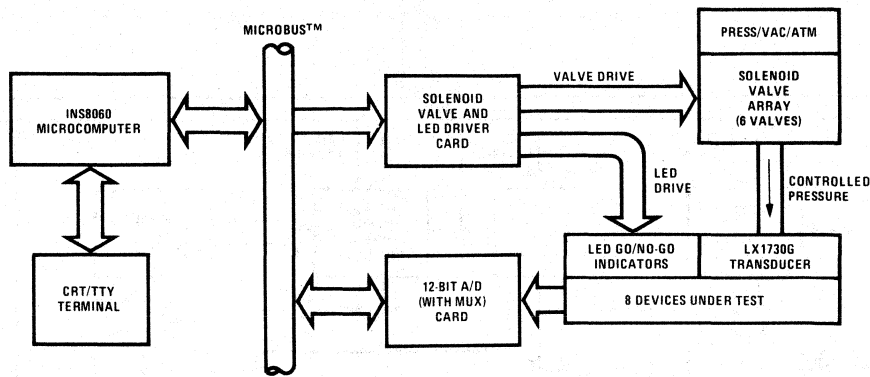 MICROBUS™
INS8060
MICROCOMPUTER
CRT/TTY
TERMINAL
SOLENOID
VALVE AND
LED DRIVER
CARD
VALVE DRIVE
LED
DRIVE
PRESS/VAC/ATM
SOLENOID
VALVE
ARRAY
(6 VALVES)
CONTROLLED
PRESSURE
12-BIT A/D
(WITH MUX)
CARD
LED GO/NO-GO
INDICATORS
LX1730G
TRANSDUCER
8 DEVICES UNDER TEST